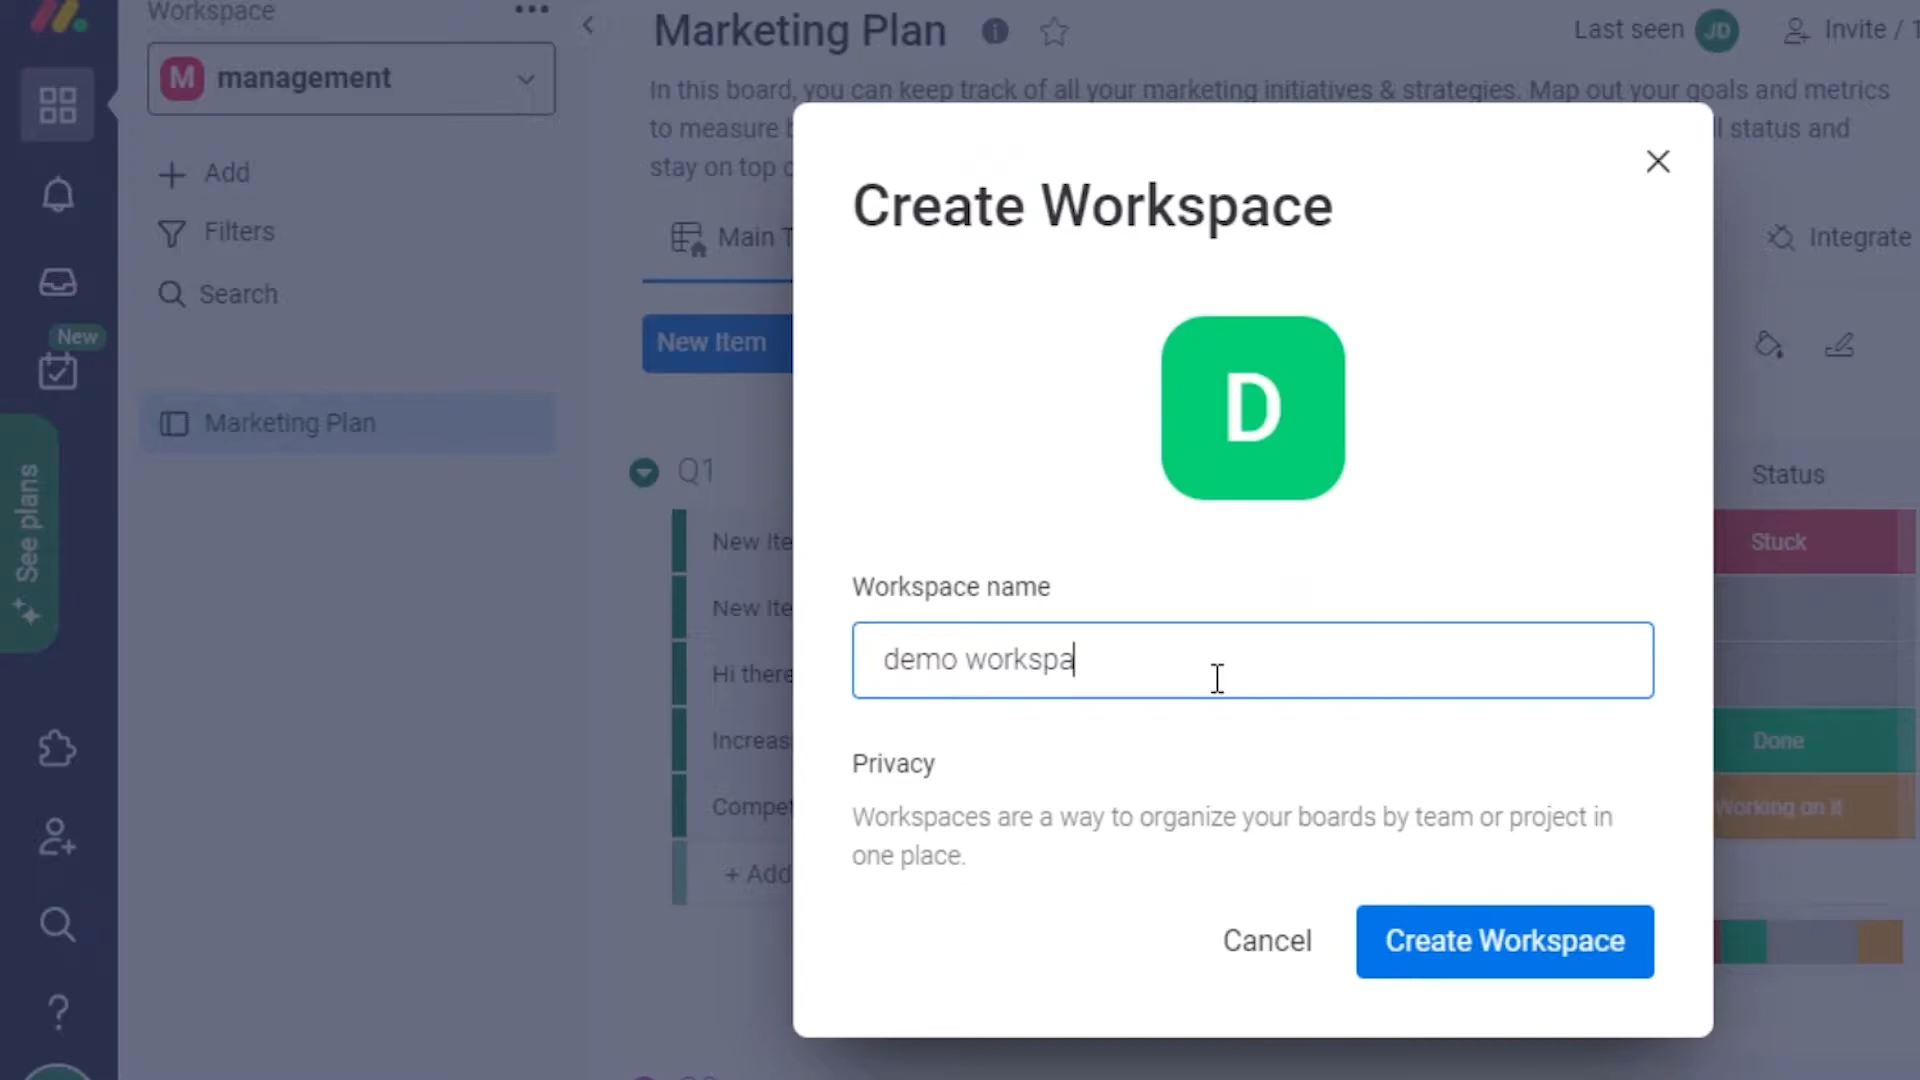 Workspace
M management
Add
Filters
Search
New
Marketing Plan
See plans
Marketing Plan
Last seen JD
Invite / 1
In this board, you can keep track of all your marketing initiatives & strategies. Map out your goals and metrics
to measure
status and
stay on top
Main T
Integrate
New Item
Q1
Status
New Ite
Stuck
New Ite
Hi there
Increas
Done
Compet
Working on it
+ Add
Create Workspace
D
Workspace name
demo workspa
Privacy
Workspaces are a way to organize your boards by team or project in
one place.
Cancel
Create Workspace